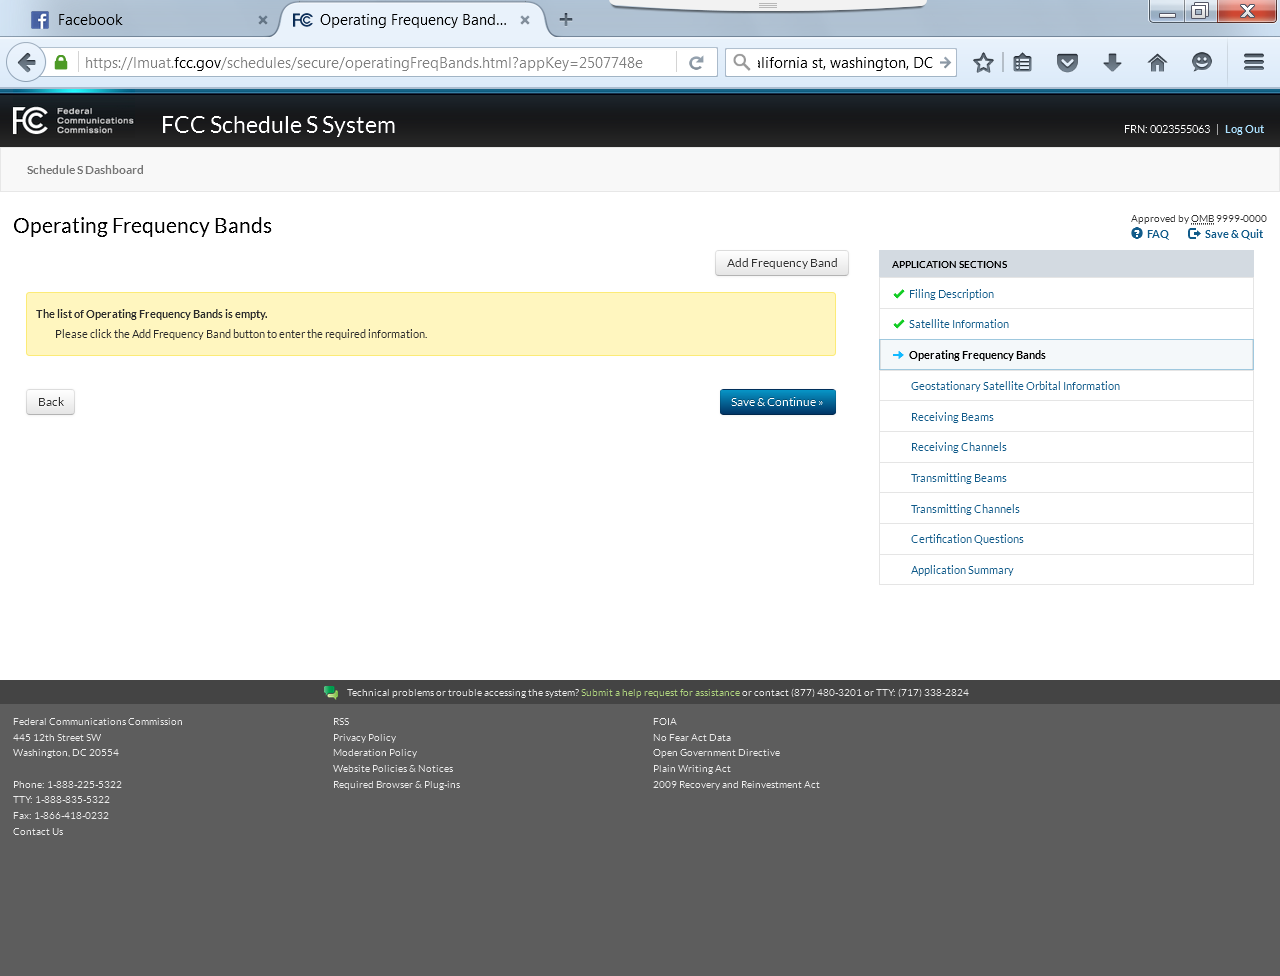 Facebook
Operating Frequency Band...
https://lmuat.fcc.gov/schedules/secure/operatingFreqBands.html?appKey=2507748e
alifornia st, washington, DC
FC
Federal
Communications
Commission
FCC Schedule S System
FRN: 0023555063 | Log Out
Schedule S Dashboard
Operating Frequency Bands
Approved by OMB 9999-0000
FAQ
Save & Quit
Add Frequency Band
The list of Operating Frequency Bands is empty.
Please click the Add Frequency Band button to enter the required information.
Back
Save & Continue »
APPLICATION SECTIONS
Filing Description
Satellite Information
Operating Frequency Bands
Geostationary Satellite Orbital Information
Receiving Beams
Receiving Channels
Transmitting Beams
Transmitting Channels
Certification Questions
Application Summary
Technical problems or trouble accessing the system? Submit a help request for assistance or contact (877) 480-3201 or TTY: (717) 338-2824
Federal Communications Commission
445 12th Street SW
Washington, DC 20554
Phone: 1-888-225-5322
TTY: 1-888-835-5322
Fax: 1-866-418-0232
Contact Us
RSS
Privacy Policy
Moderation Policy
Website Policies & Notices
Required Browser & Plug-ins
FOIA
No Fear Act Data
Open Government Directive
Plain Writing Act
2009 Recovery and Reinvestment Act